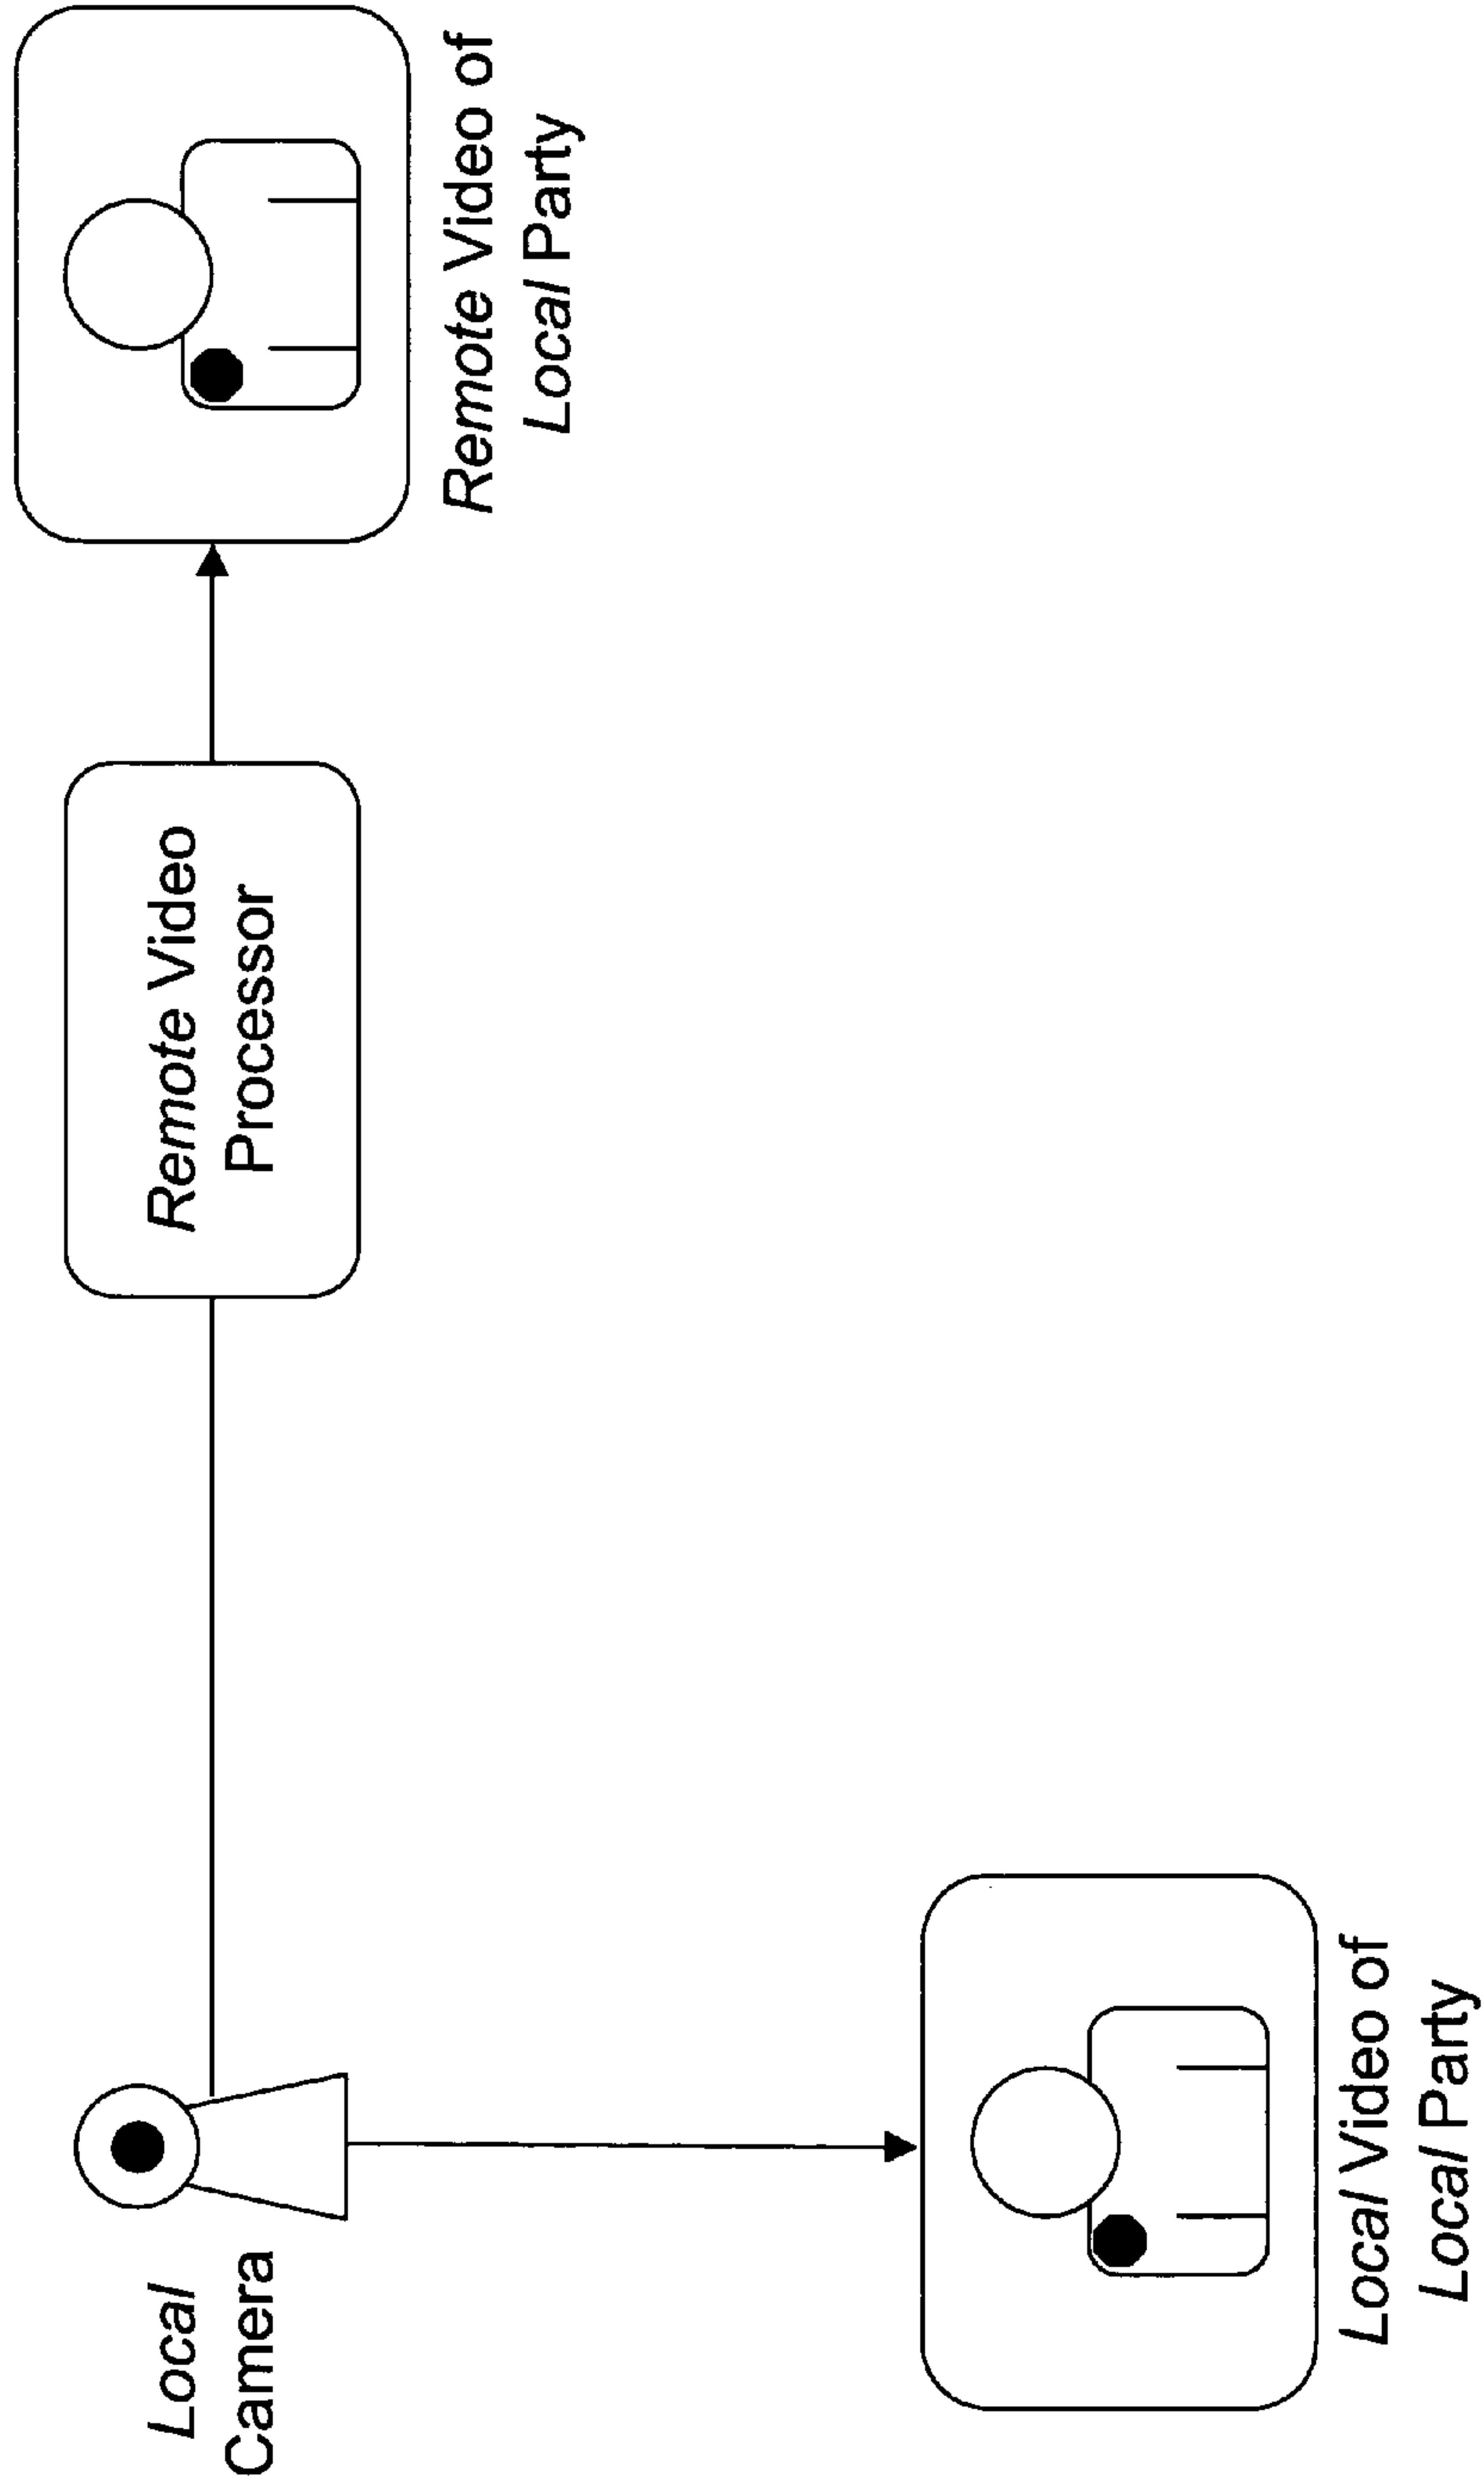 Local
Camera
Remote Video
Processor
Remote Video of
Local Party
Local Video of
Local Party